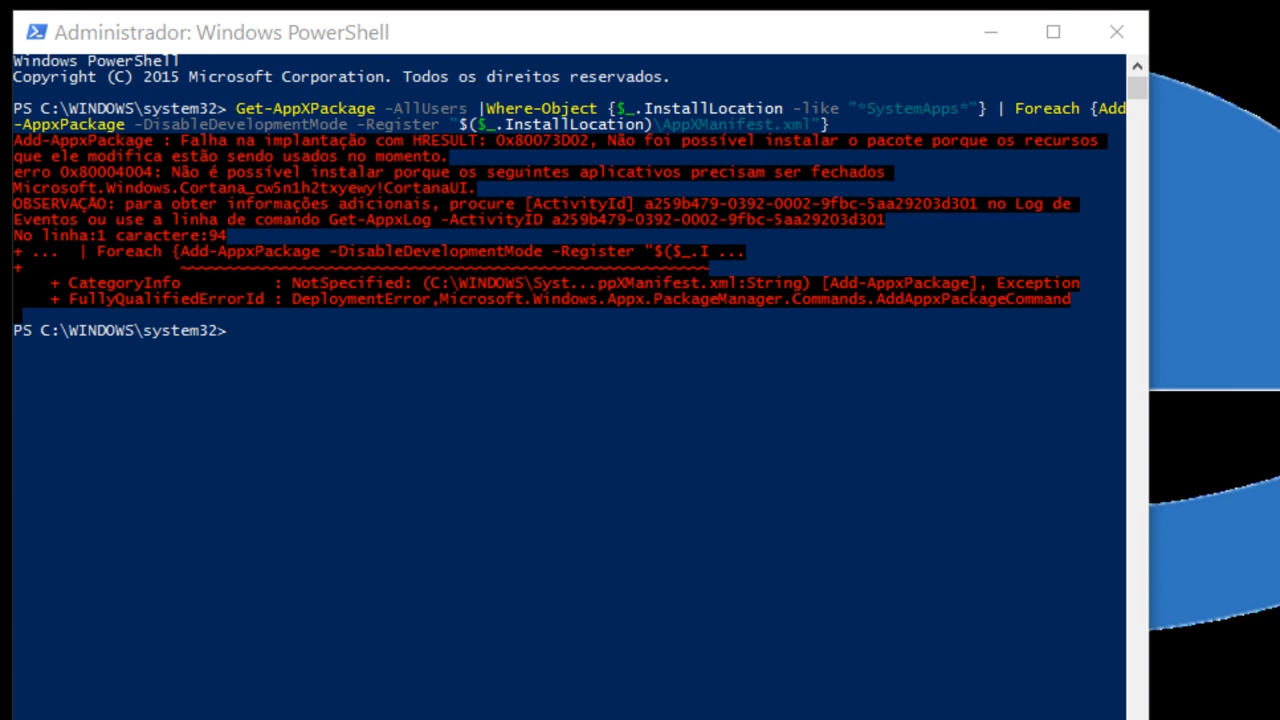 Administrador: Windows PowerShell
Windows PowerShell
Copyright (C) 2015 Microsoft Corporation. Todos os direitos reservados.
PS C:\WINDOWS\system32> Get-AppXPackage -AllUsers |Where-Object {$_.InstallLocation -like "*SystemApps*"} | Foreach {Add
-AppxPackage -DisableDevelopmentMode -Register "$($_.InstallLocation)\AppXManifest.xml"}
Add-AppxPackage : Falha na implantação com HRESULT: 0x80073D02, Não foi possível instalar o pacote porque os recursos
que ele modifica estão sendo usados no momento.
erro 0x80004004: Não é possível instalar porque os seguintes aplicativos precisam ser fechados
Microsoft.Windows.Cortana_cw5n1h2txyewy!CortanaUI.
OBSERVAÇÃO: para obter informações adicionais, procure [ActivityId] a259b479-0392-0002-9fbc-5aa29203d301 no Log de
Eventos ou use a linha de comando Get-AppxLog -ActivityID a259b479-0392-0002-9fbc-5aa29203d301
No linha:1 caractere:94
+ ...  | Foreach {Add-AppxPackage -DisableDevelopmentMode -Register "$($_.I ...
+                 ~~~~~~~~~~~~~~~~~~~~~~~~~~~~~~~~~~~~~~~~~~~~~~~~~~~~~~~~~
    + CategoryInfo          : NotSpecified: (C:\WINDOWS\Syst...ppXManifest.xml:String) [Add-AppxPackage], Exception
    + FullyQualifiedErrorId : DeploymentError,Microsoft.Windows.Appx.PackageManager.Commands.AddAppxPackageCommand
PS C:\WINDOWS\system32>